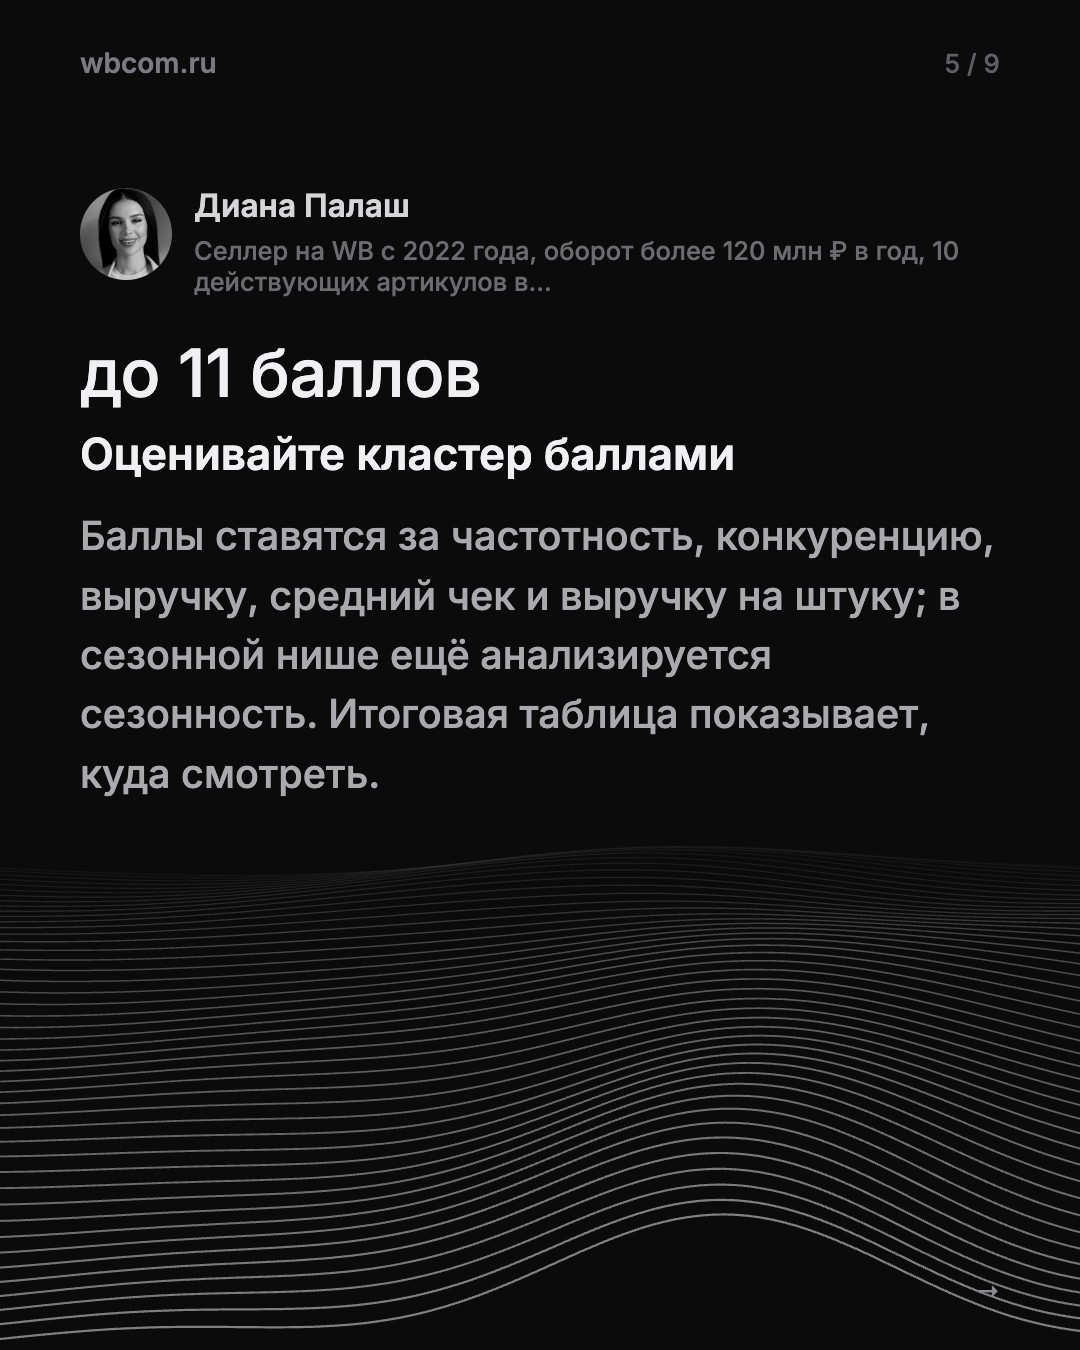 wbcom.ru
5 / 9
Диана Палаш
Селлер на WB с 2022 года, оборот более 120 млн ₽ в год, 10
действующих артикулов в...
до 11 баллов
Оценивайте кластер баллами
Баллы ставятся за частотность, конкуренцию,
выручку, средний чек и выручку на штуку; в
сезонной нише ещё анализируется
сезонность. Итоговая таблица показывает,
куда смотреть.